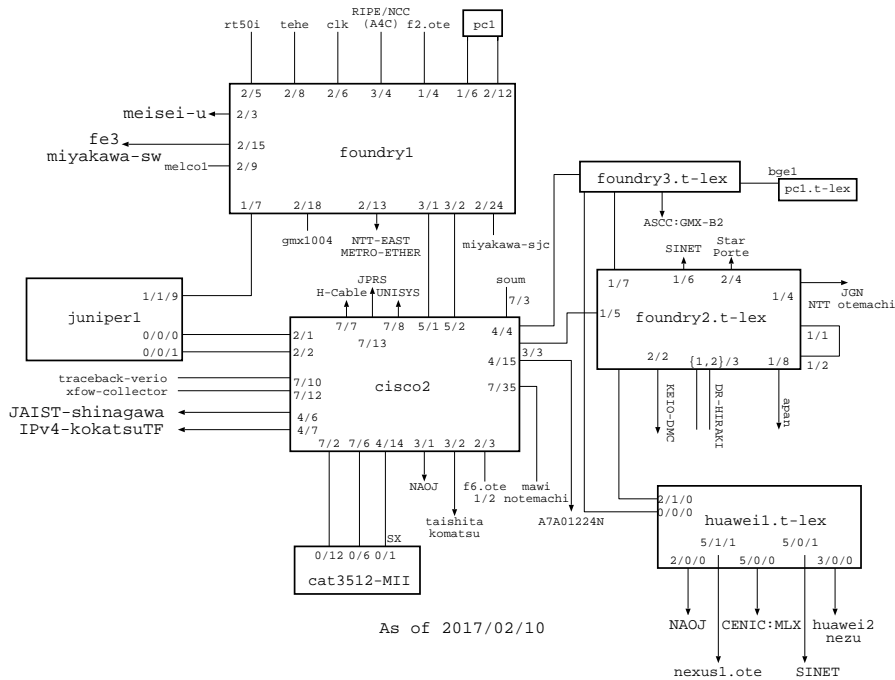 RIPE/NCC
rt50i tehe clk (A4C) f2.ote pc1
2/5 2/8 2/6 3/4 1/4 1/6 2/12
meisei-u 2/3
fe3 2/15
miyakawa-sw
melco1 2/9
foundry1
1/7 2/18 2/13 3/1 3/2 2/24
gmx1004 NTT-EAST miyakawa-sjc
METRO-ETHER
foundry3.t-lex bge1
pc1.t-lex
ASCC:GMX-B2
SINET Star
Porte
1/7 1/6 2/4
1/4 JGN
NTT otemachi
1/5 foundry2.t-lex
1/1
1/2
2/2 {1,2}/3 1/8
KEIO-DMC DR-HIRAKI apan
1/1/9
juniper1
0/0/0
0/0/1
JPRS soum
H-Cable UNISYS 7/3
7/7 7/13 7/8 5/1 5/2 4/4
2/1 3/3
2/2 4/15
cisco2
traceback-verio 7/10 7/35
xfow-collector 7/12
JAIST-shinagawa 4/6
IPv4-kokatsuTF 4/7
7/2 7/6 4/14 3/1 3/2 2/3
NAOJ f6.ote mawi
1/2 notemachi
taishita
komatsu
A7A01224N
SX
0/12 0/6 0/1
cat3512-MII
2/1/0
0/0/0 huawei1.t-lex
5/1/1 5/0/1
2/0/0 5/0/0 3/0/0
NAOJ CENIC:MLX huawei2
nezu
nexus1.ote SINET
As of 2017/02/10